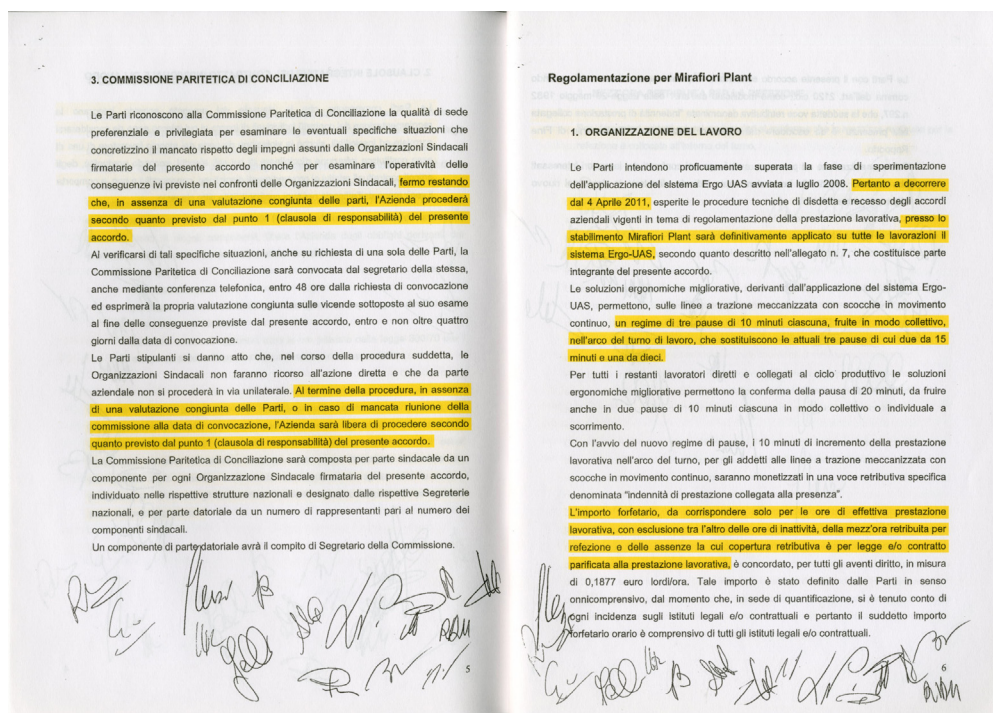 3. COMMISSIONE PARITETICA DI CONCILIAZIONE
Le Parti riconoscono alla Commissione Paritetica di Conciliazione la qualità di sede
preferenziale e privilegiata per esaminare le eventuali specifiche situazioni che
concretizzino il mancato rispetto degli impegni assunti dalle Organizzazioni Sindacali
firmatarie del presente accordo nonché per esaminare l'operatività delle
conseguenze ivi previste nei confronti delle Organizzazioni Sindacali, fermo restando
che, in assenza di una valutazione congiunta delle parti, l'Azienda procederà
secondo quanto previsto dal punto 1 (clausola di responsabilità) del presente
accordo.
Al verificarsi di tali specifiche situazioni, anche su richiesta di una sola delle Parti, la
Commissione Paritetica di Conciliazione sarà convocata dal segretario della stessa,
anche mediante conferenza telefonica, entro 48 ore dalla richiesta di convocazione
ed esprimerà la propria valutazione congiunta sulle vicende sottoposte al suo esame
al fine delle conseguenze previste dal presente accordo, entro e non oltre quattro
giorni dalla data di convocazione.
Le Parti stipulanti si danno atto che, nel corso della procedura suddetta, le
Organizzazioni Sindacali non faranno ricorso all'azione diretta e che da parte
aziendale non si procederà in via unilaterale. Al termine della procedura, in assenza
di una valutazione congiunta delle Parti, o in caso di mancata riunione della
commissione alla data di convocazione, l'Azienda sarà libera di procedere secondo
quanto previsto dal punto 1 (clausola di responsabilità) del presente accordo.
La Commissione Paritetica di Conciliazione sarà composta per parte sindacale da un
componente per ogni Organizzazione Sindacale firmataria del presente accordo,
individuato nelle rispettive strutture nazionali e designato dalle rispettive Segreterie
nazionali, e per parte datoriale da un numero di rappresentanti pari al numero dei
componenti sindacali.
Un componente di parte datoriale avrà il compito di Segretario della Commissione.
5
Regolamentazione per Mirafiori Plant
1. ORGANIZZAZIONE DEL LAVORO
Le Parti intendono proficuamente superata la fase di sperimentazione
dell'applicazione del sistema Ergo UAS avviata a luglio 2008. Pertanto a decorrere
dal 4 Aprile 2011, esperite le procedure tecniche di disdetta e recesso degli accordi
aziendali vigenti in tema di regolamentazione della prestazione lavorativa, presso lo
stabilimento Mirafiori Plant sarà definitivamente applicato su tutte le lavorazioni il
sistema Ergo-UAS, secondo quanto descritto nell'allegato n. 7, che costituisce parte
integrante del presente accordo.
Le soluzioni ergonomiche migliorative, derivanti dall'applicazione del sistema Ergo-
UAS, permettono, sulle linee a trazione meccanizzata con scocche in movimento
continuo, un regime di tre pause di 10 minuti ciascuna, fruite in modo collettivo,
nell'arco del turno di lavoro, che sostituiscono le attuali tre pause di cui due da 15
minuti e una da dieci.
Per tutti i restanti lavoratori diretti e collegati al ciclo produttivo le soluzioni
ergonomiche migliorative permettono la conferma della pausa di 20 minuti, da fruire
anche in due pause di 10 minuti ciascuna in modo collettivo o individuale a
scorrimento.
Con l'avvio del nuovo regime di pause, i 10 minuti di incremento della prestazione
lavorativa nell'arco del turno, per gli addetti alle linee a trazione meccanizzata con
scocche in movimento continuo, saranno monetizzati in una voce retributiva specifica
denominata "indennità di prestazione collegata alla presenza".
L'importo forfetario, da corrispondere solo per le ore di effettiva prestazione
lavorativa, con esclusione tra l'altro delle ore di inattività, della mezz'ora retribuita per
refezione e delle assenze la cui copertura retributiva è per legge e/o contratto
parificata alla prestazione lavorativa, è concordato, per tutti gli aventi diritto, in misura
di 0,1877 euro lordi/ora. Tale importo è stato definito dalle Parti in senso
onnicomprensivo, dal momento che, in sede di quantificazione, si è tenuto conto di
ogni incidenza sugli istituti legali e/o contrattuali e pertanto il suddetto importo
forfetario orario è comprensivo di tutti gli istituti legali e/o contrattuali.
6